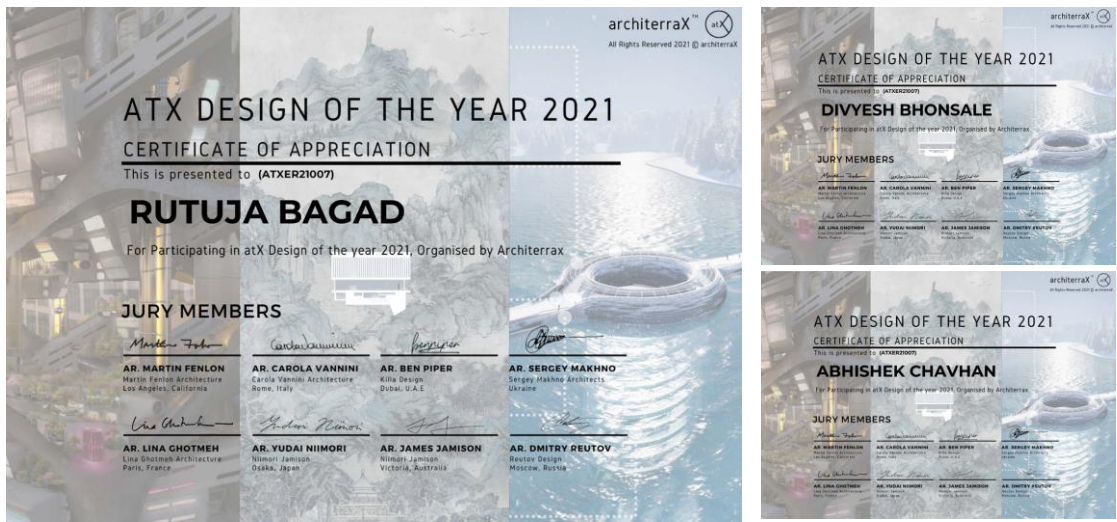 architerraX™ atX
All Rights Reserved 2021 © architerraX
ATX DESIGN OF THE YEAR 2021
CERTIFICATE OF APPRECIATION
This is presented to (ATXER21007)
RUTUJA BAGAD
For Participating in atX Design of the year 2021, Organised by Architerrax
JURY MEMBERS
AR. MARTIN FENLON AR. CAROLA VANNINI AR. BEN PIPER AR. SERGEY MAKHNO
Martin Fenlon Architecture Carola Vannini Architecture Killa Design Sergey Makhno Architects
Los Angeles, California Rome, Italy Dubai, U.A.E Ukraine
AR. LINA GHOTMEH AR. YUDAI NIIMORI AR. JAMES JAMISON AR. DMITRY REUTOV
Lina Ghotmeh Architecture Niimori Jamison Niimori Jamison Reutov Design
Paris, France Osaka, Japan Victoria, Australia Moscow, Russia
architerraX™ atX
All Rights Reserved 2021 © architerraX
ATX DESIGN OF THE YEAR 2021
CERTIFICATE OF APPRECIATION
This is presented to (ATXER21007)
DIVYESH BHONSALE
For Participating in atX Design of the year 2021, Organised by Architerrax
JURY MEMBERS
AR. MARTIN FENLON AR. CAROLA VANNINI AR. BEN PIPER AR. SERGEY MAKHNO
AR. LINA GHOTMEH AR. YUDAI NIIMORI AR. JAMES JAMISON AR. DMITRY REUTOV
architerraX™ atX
ATX DESIGN OF THE YEAR 2021
CERTIFICATE OF APPRECIATION
This is presented to (ATXER21007)
ABHISHEK CHAVHAN
For Participating in atX Design of the year 2021, Organised by Architerrax
JURY MEMBERS
AR. MARTIN FENLON AR. CAROLA VANNINI AR. BEN PIPER AR. SERGEY MAKHNO
AR. LINA GHOTMEH AR. YUDAI NIIMORI AR. JAMES JAMISON AR. DMITRY REUTOV